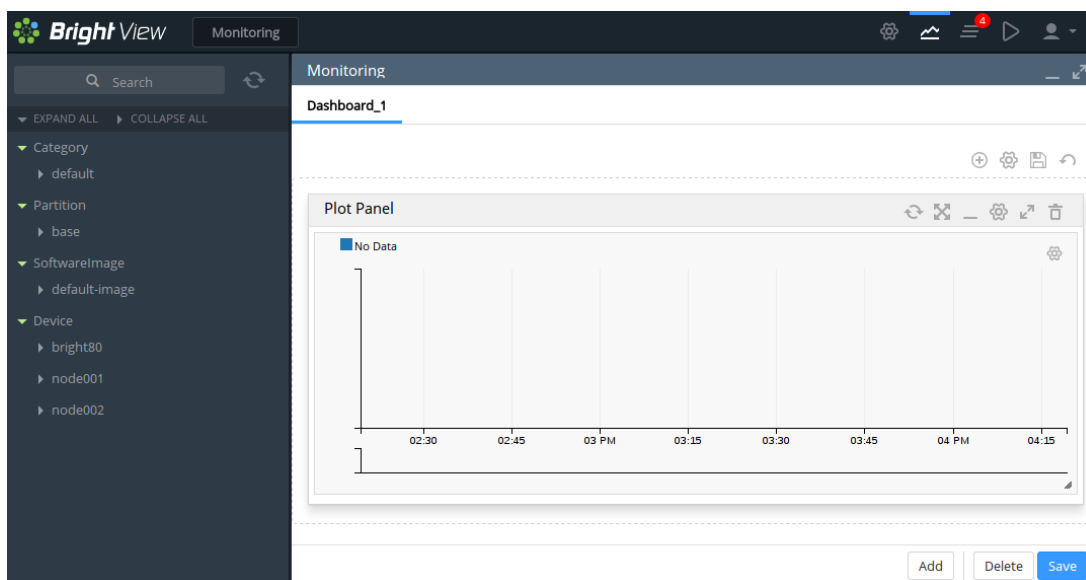 Bright View
Monitoring
4
Search
EXPAND ALL
COLLAPSE ALL
Category
default
Partition
base
SoftwareImage
default-image
Device
bright80
node001
node002
Monitoring
Dashboard_1
Plot Panel
No Data
02:30 02:45 03 PM 03:15 03:30 03:45 04 PM 04:15
Add Delete Save